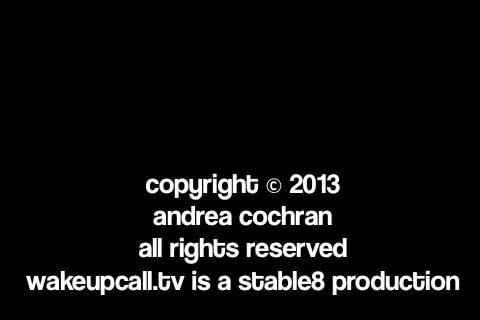 copyright © 2013
andrea cochran
all rights reserved
wakeupcall.tv is a stable8 production